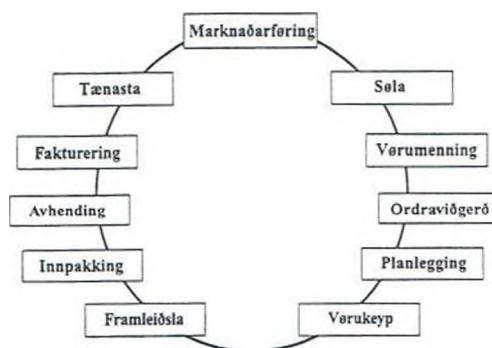 Marknaðarføring
Tænasta
Søla
Fakturering
Vørumenning
Avhending
Ordraviðgerð
Innpakking
Planlegging
Framleiðsla
Vørukeyp